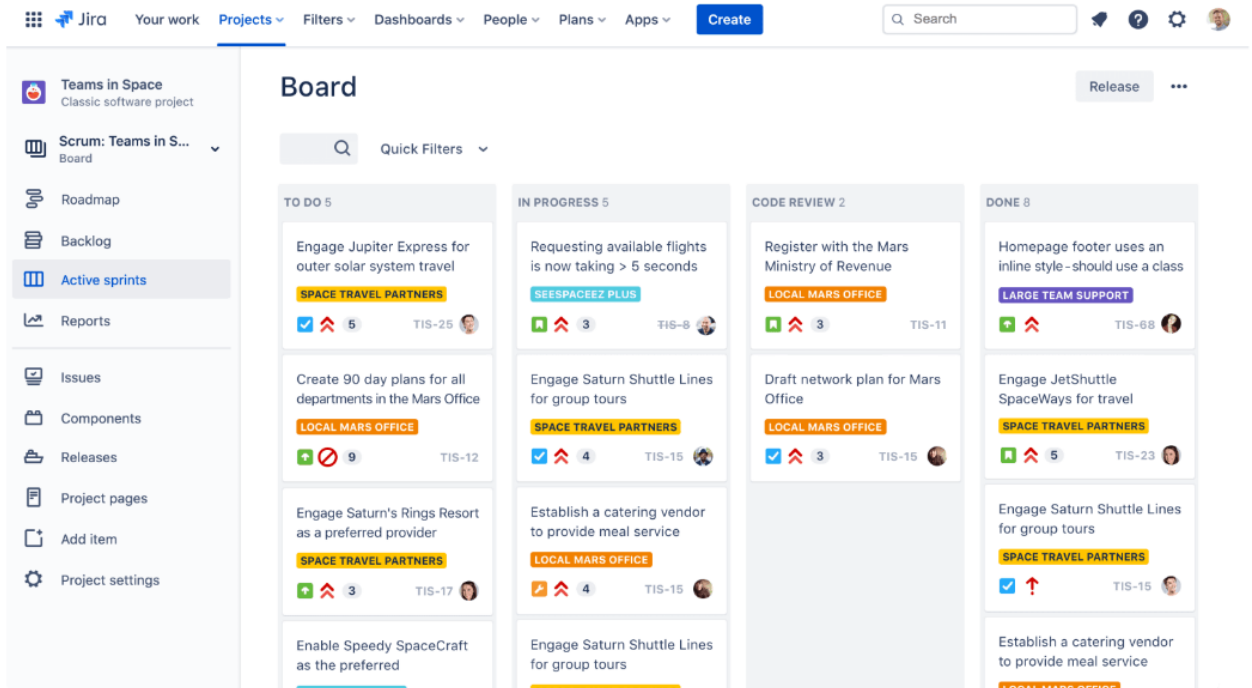 Jira
Your work
Projects
Filters
Dashboards
People
Plans
Apps
Create
Search
Teams in Space
Classic software project
Scrum: Teams in S...
Board
Roadmap
Backlog
Active sprints
Reports
Issues
Components
Releases
Project pages
Add item
Project settings
Board
Release
Quick Filters
TO DO 5
Engage Jupiter Express for
outer solar system travel
SPACE TRAVEL PARTNERS
5 TIS-25
Create 90 day plans for all
departments in the Mars Office
LOCAL MARS OFFICE
9 TIS-12
Engage Saturn's Rings Resort
as a preferred provider
SPACE TRAVEL PARTNERS
3 TIS-17
Enable Speedy SpaceCraft
as the preferred
IN PROGRESS 5
Requesting available flights
is now taking > 5 seconds
SEESPACEEZ PLUS
3 TIS-8
Engage Saturn Shuttle Lines
for group tours
SPACE TRAVEL PARTNERS
4 TIS-15
Establish a catering vendor
to provide meal service
LOCAL MARS OFFICE
4 TIS-15
Engage Saturn Shuttle Lines
for group tours
CODE REVIEW 2
Register with the Mars
Ministry of Revenue
LOCAL MARS OFFICE
3 TIS-11
Draft network plan for Mars
Office
LOCAL MARS OFFICE
3 TIS-15
DONE 8
Homepage footer uses an
inline style - should use a class
LARGE TEAM SUPPORT
TIS-68
Engage JetShuttle
SpaceWays for travel
SPACE TRAVEL PARTNERS
5 TIS-23
Engage Saturn Shuttle Lines
for group tours
SPACE TRAVEL PARTNERS
TIS-15
Establish a catering vendor
to provide meal service
LOCAL MARS OFFICE